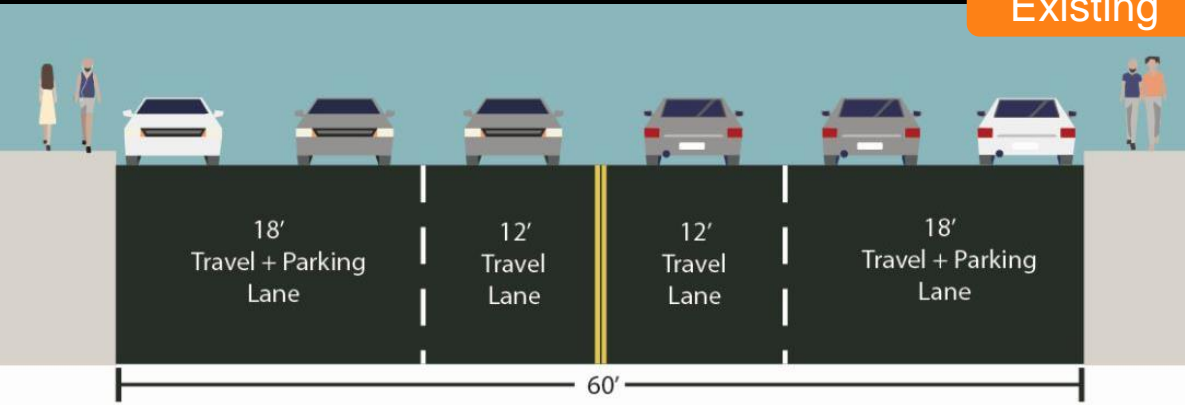 Existing
18′
Travel + Parking
Lane
12′
Travel
Lane
12′
Travel
Lane
18′
Travel + Parking
Lane
60′